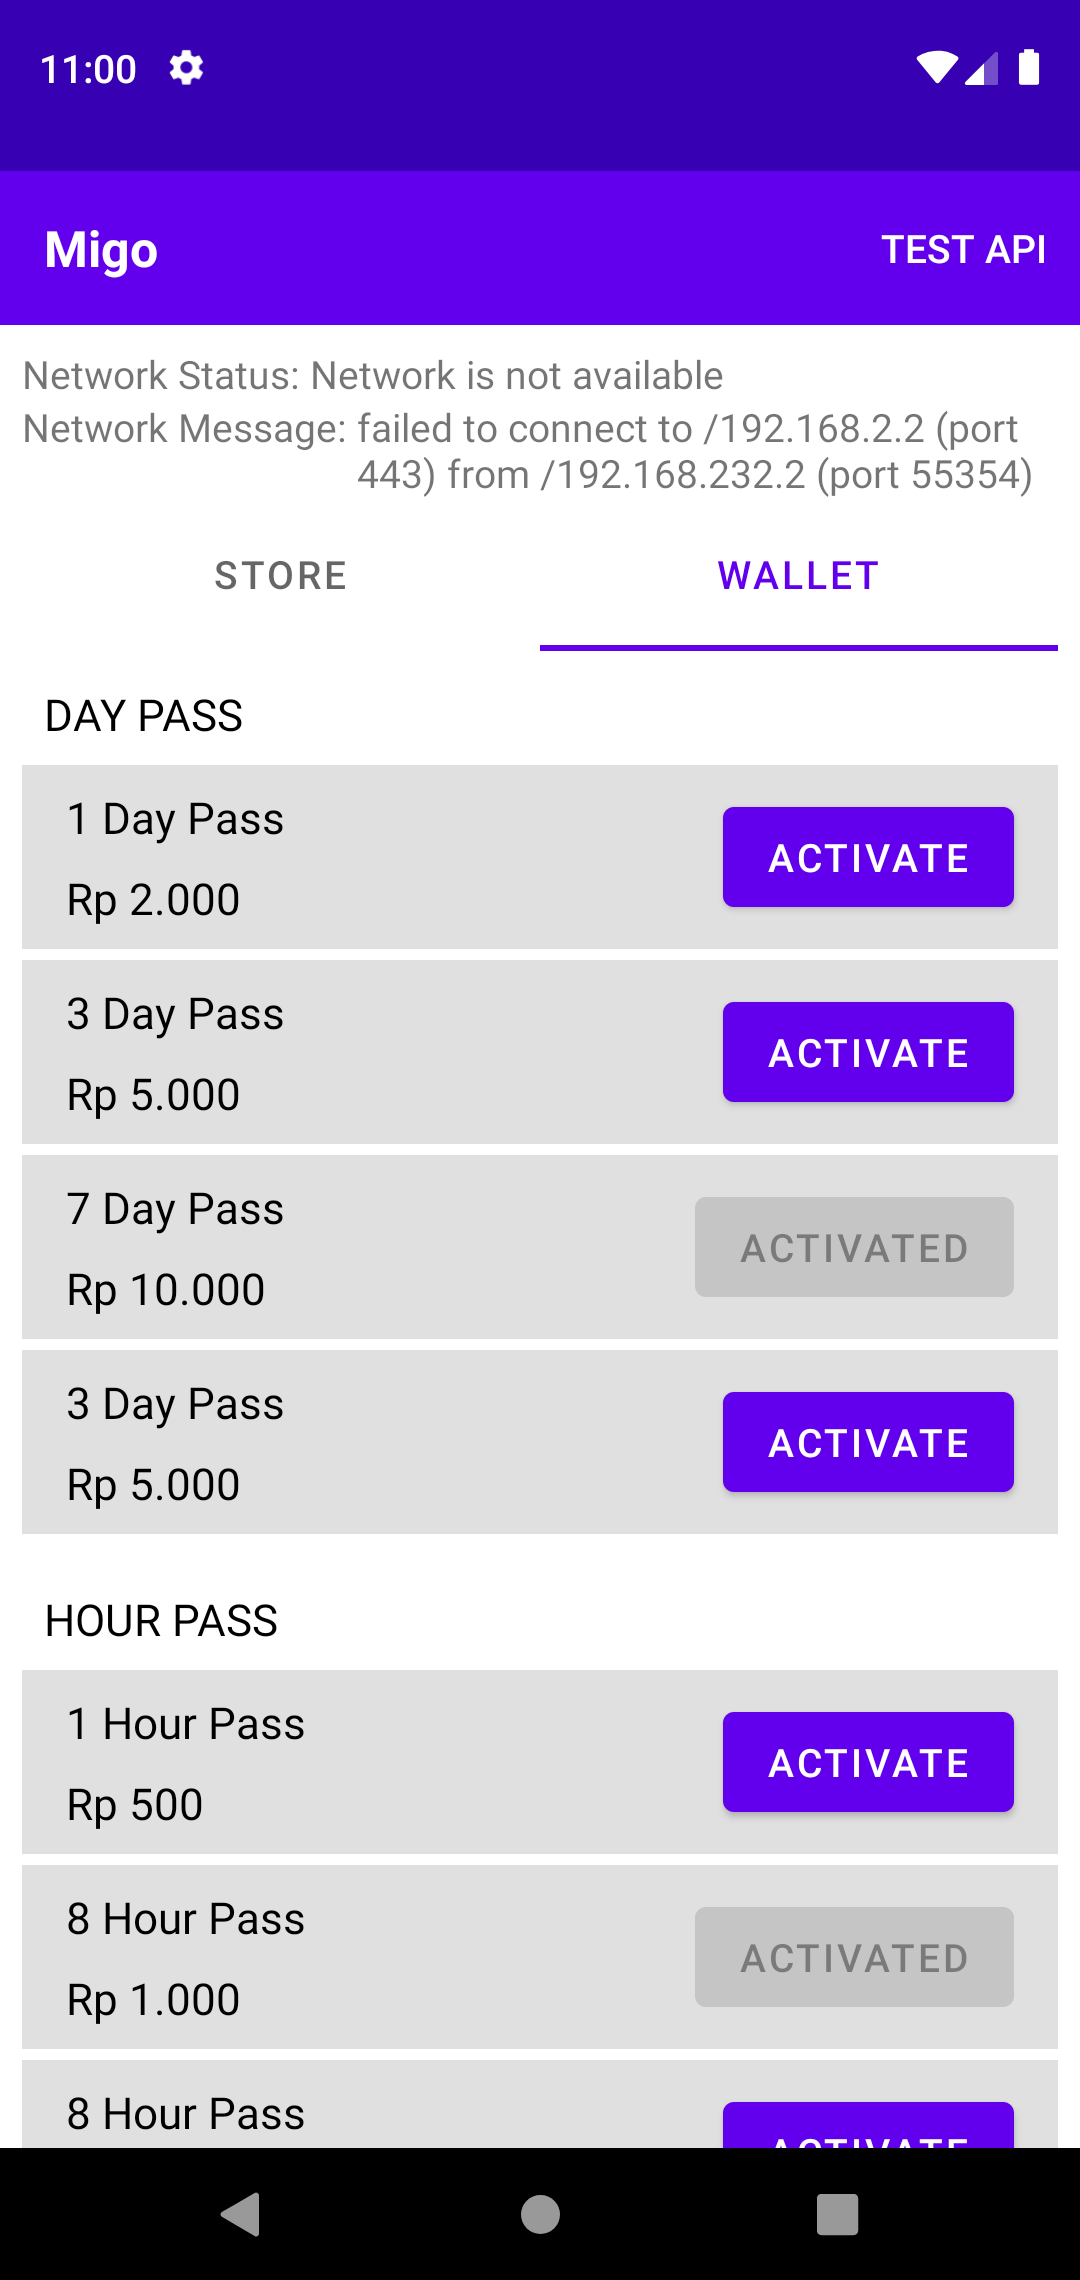 11:00
Migo
TEST API
Network Status: Network is not available
Network Message: failed to connect to /192.168.2.2 (port
443) from /192.168.232.2 (port 55354)
STORE
WALLET
DAY PASS
1 Day Pass
Rp 2.000
ACTIVATE
3 Day Pass
Rp 5.000
ACTIVATE
7 Day Pass
Rp 10.000
ACTIVATED
3 Day Pass
Rp 5.000
ACTIVATE
HOUR PASS
1 Hour Pass
Rp 500
ACTIVATE
8 Hour Pass
Rp 1.000
ACTIVATED
8 Hour Pass
ACTIVATE